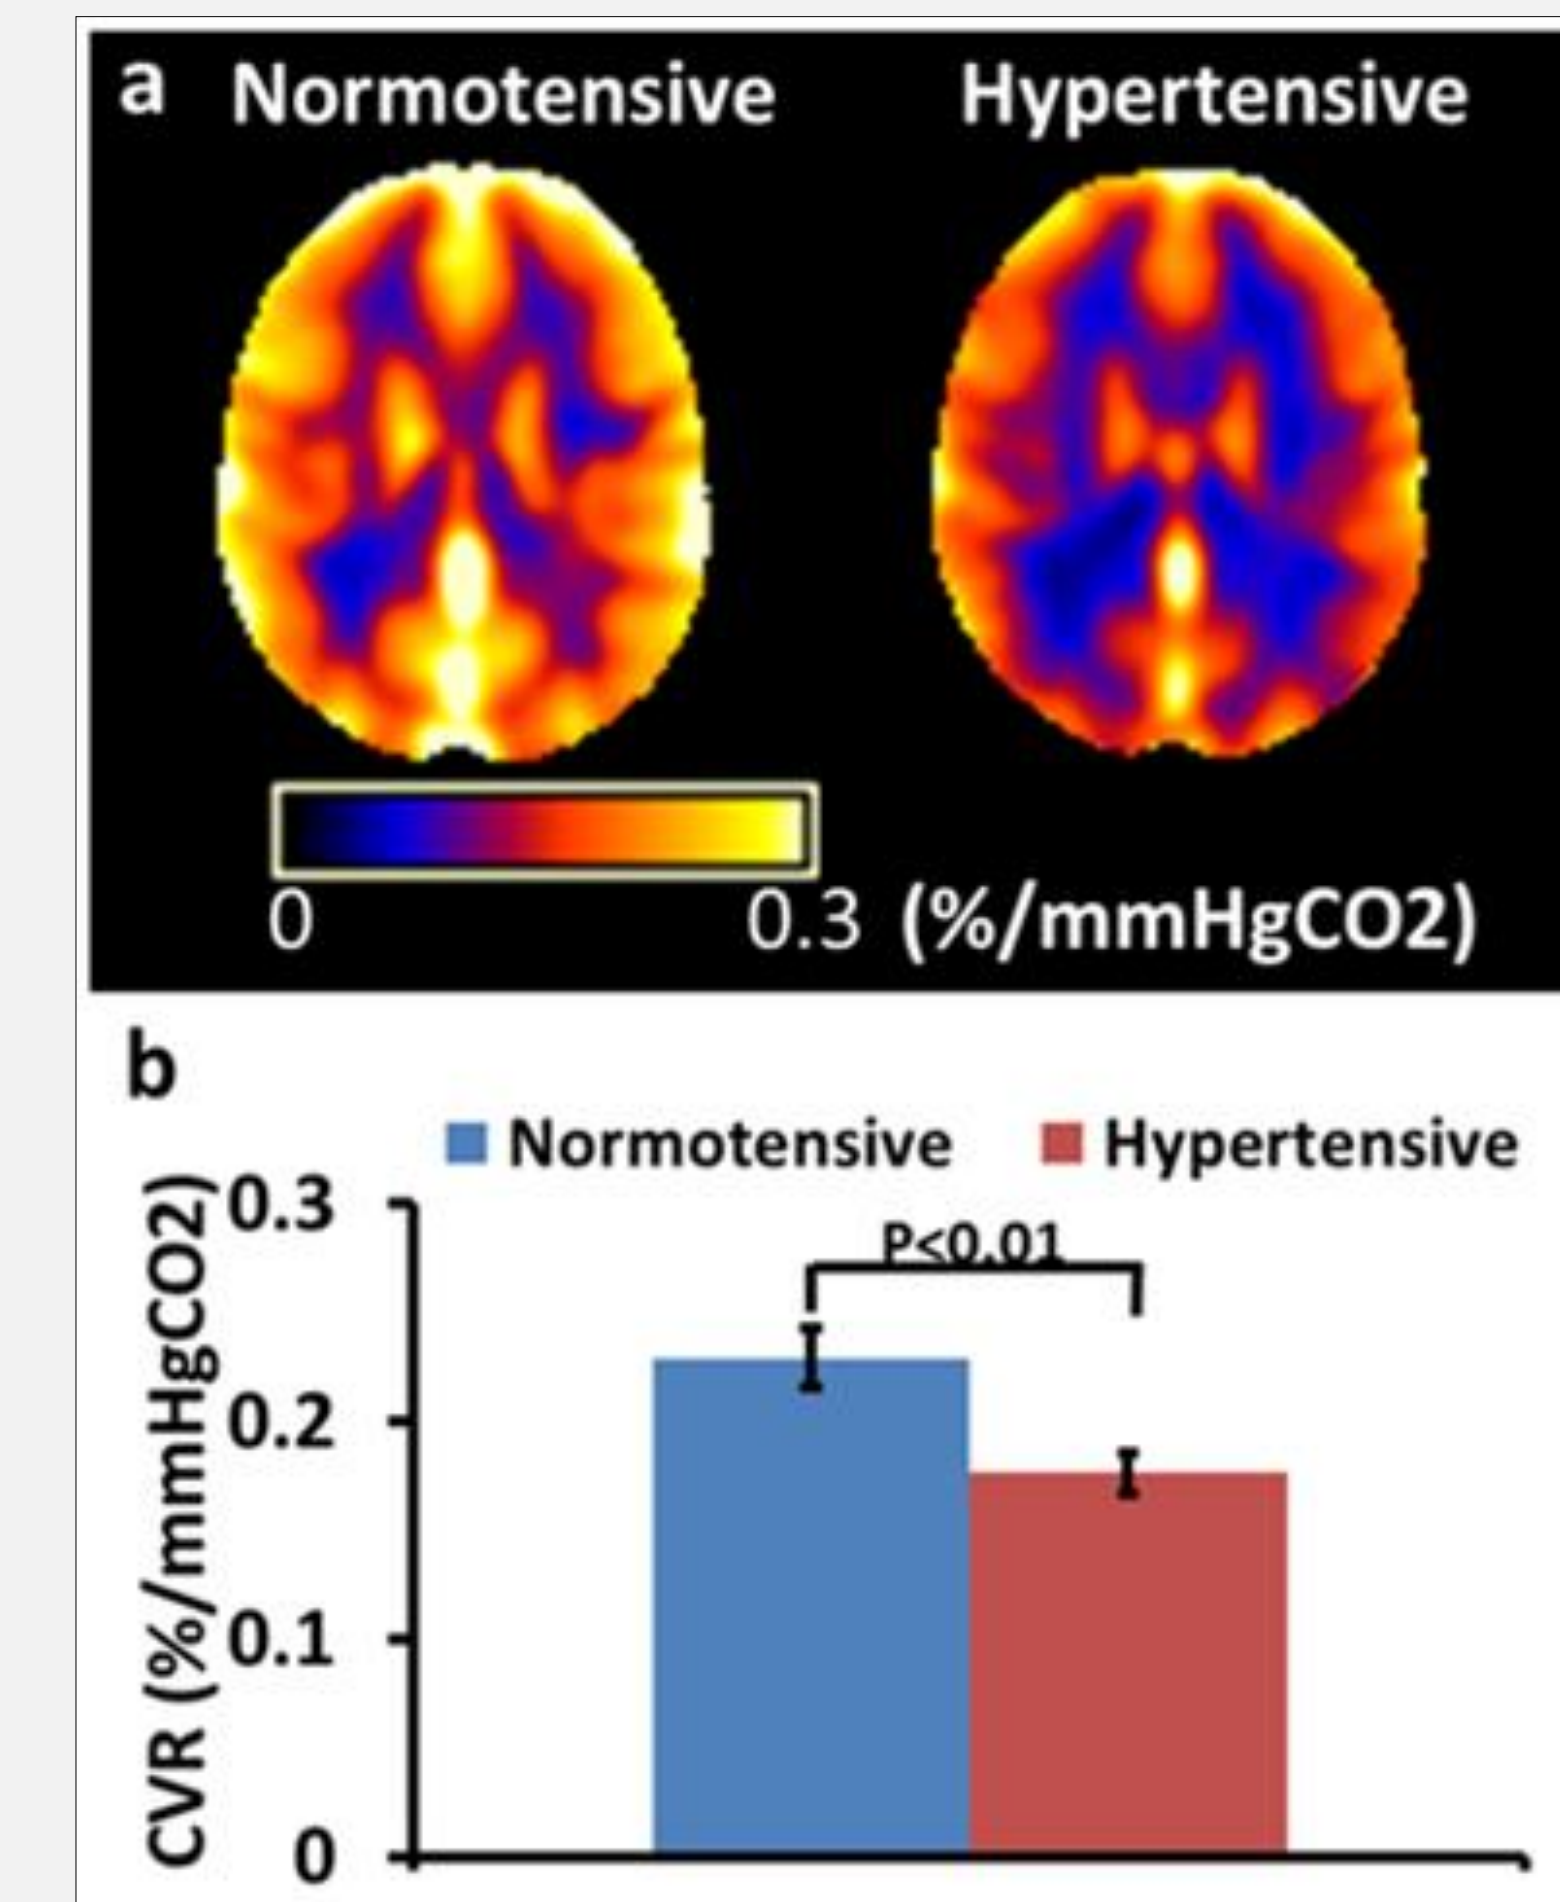 a
Normotensive
Hypertensive
0
0.3
(%/mmHgCO2)
b
Normotensive
Hypertensive
CVR (%/mmHgCO2)
0.3
P<0.01
0.2
0.1
0